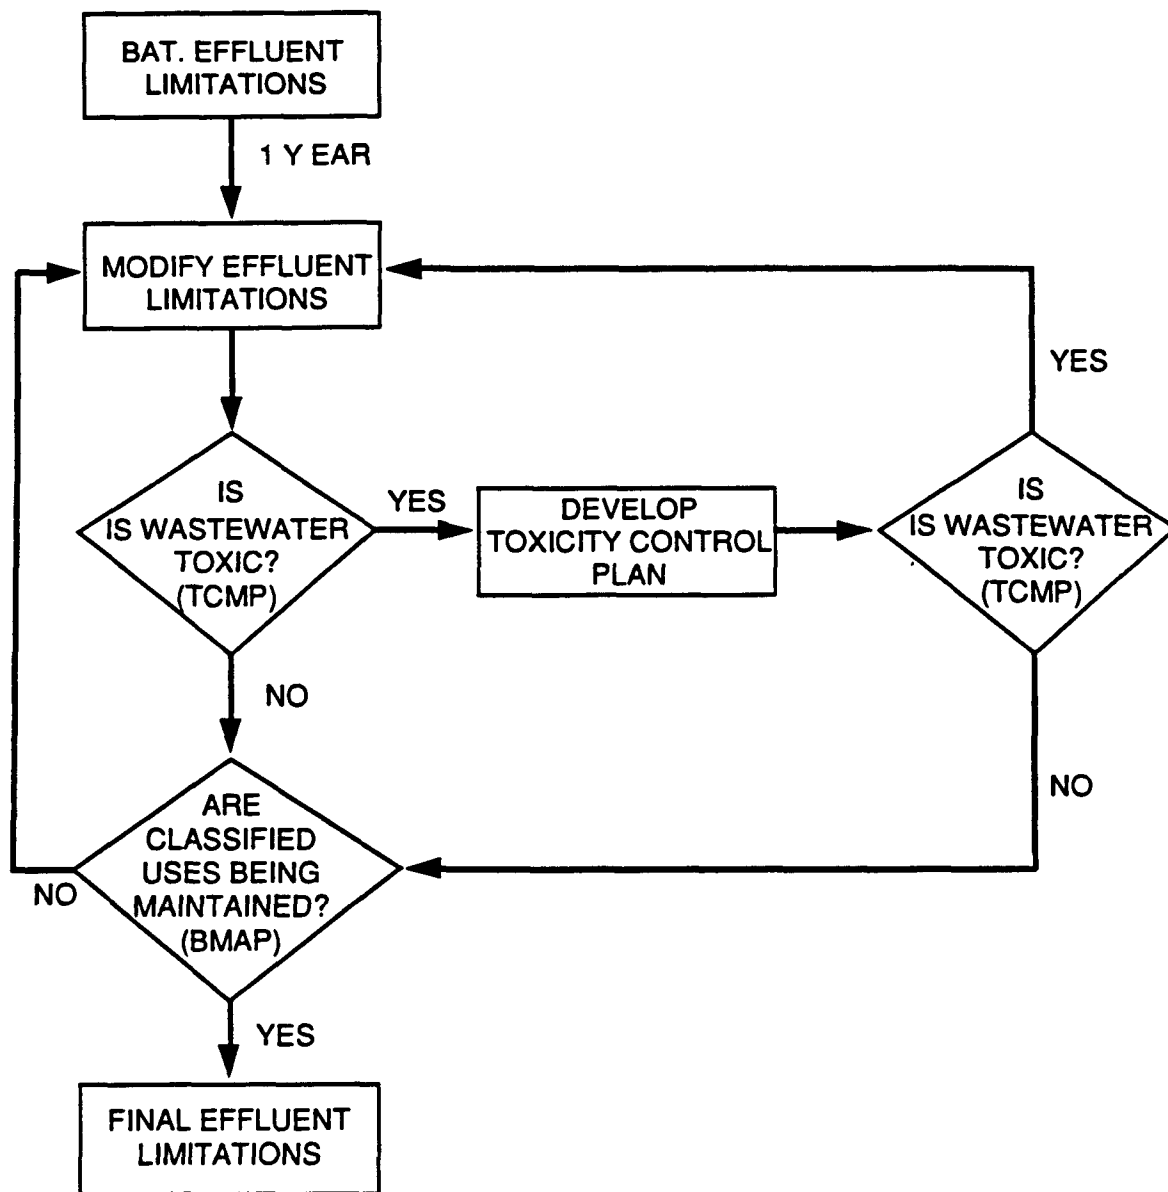 BAT. EFFLUENT
LIMITATIONS
1 Y EAR
MODIFY EFFLUENT
LIMITATIONS
YES
IS
IS WASTEWATER
TOXIC?
(TCMP)
YES
DEVELOP
TOXICITY CONTROL
PLAN
IS
IS WASTEWATER
TOXIC?
(TCMP)
NO
NO
ARE
CLASSIFIED
USES BEING
MAINTAINED?
(BMAP)
NO
YES
FINAL EFFLUENT
LIMITATIONS